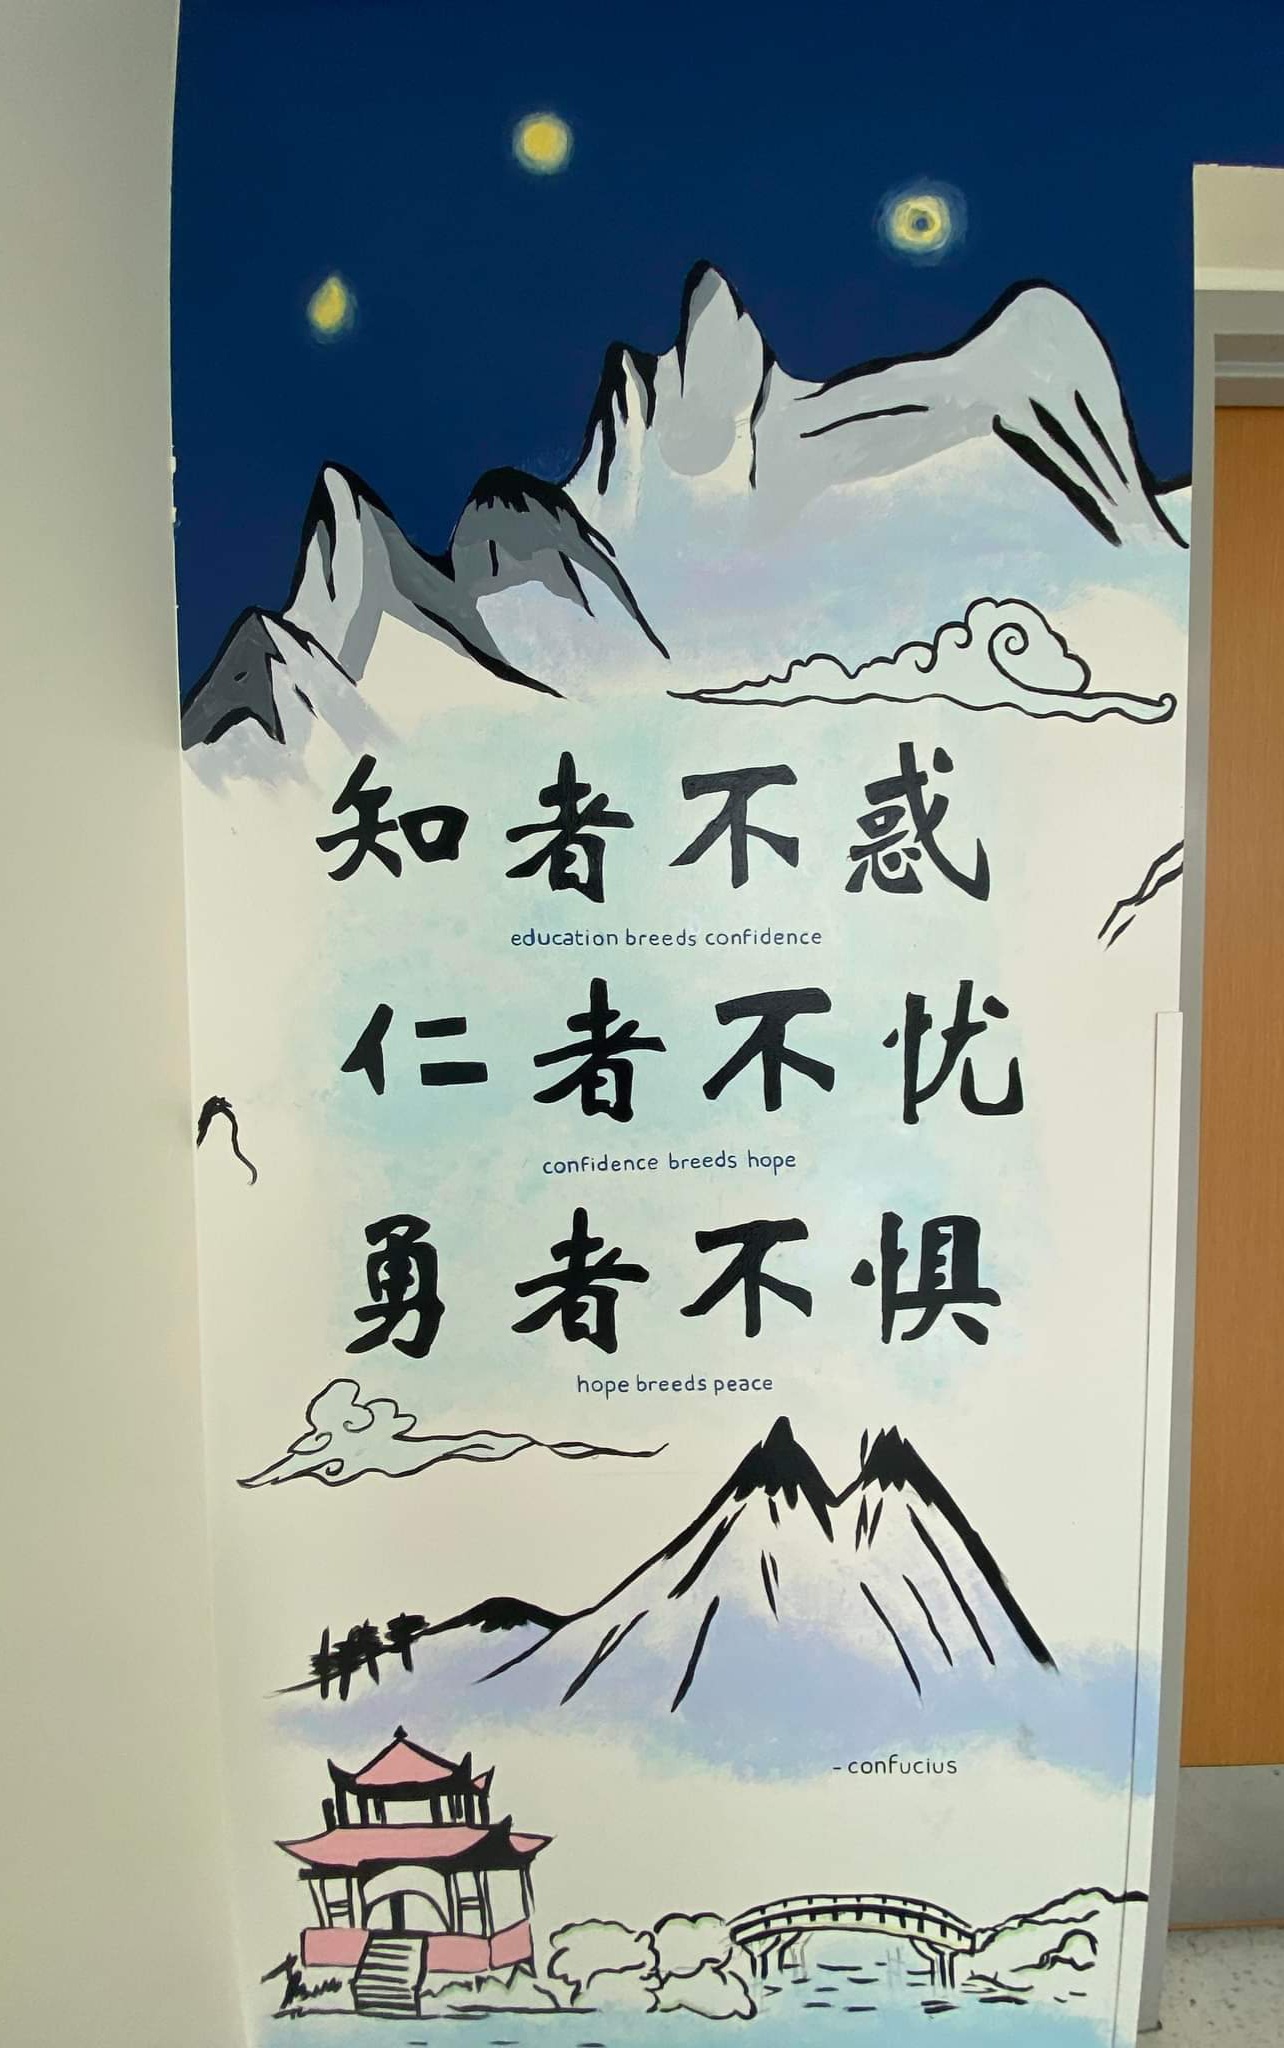 知者不惑
education breeds confidence
仁者不忧
confidence breeds hope
勇者不惧
hope breeds peace
- confucius